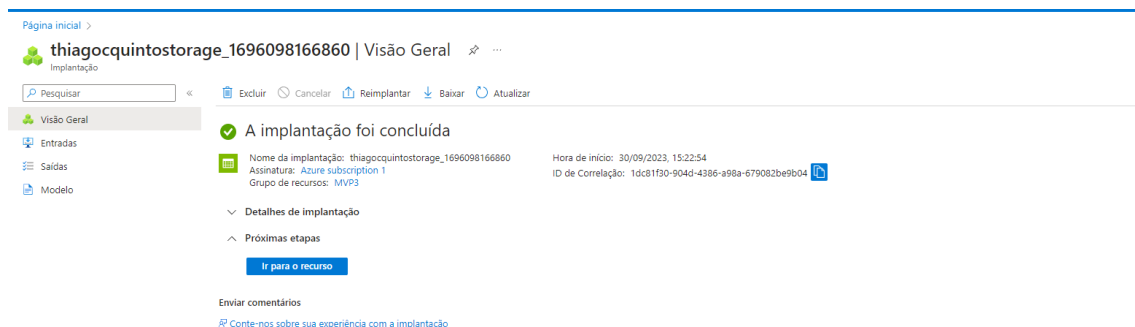 Página inicial >
thiagocquintostorage_1696098166860 | Visão Geral ...
Implantação
Pesquisar «
Excluir Cancelar Reimplantar Baixar Atualizar
Visão Geral
Entradas
Saídas
Modelo
A implantação foi concluída
Nome da implantação: thiagocquintostorage_1696098166860
Assinatura: Azure subscription 1
Grupo de recursos: MVP3
Hora de início: 30/09/2023, 15:22:54
ID de Correlação: 1dc81f30-904d-4386-a98a-679082be9b04
Detalhes de implantação
Próximas etapas
Ir para o recurso
Enviar comentários
Conte-nos sobre sua experiência com a implantação